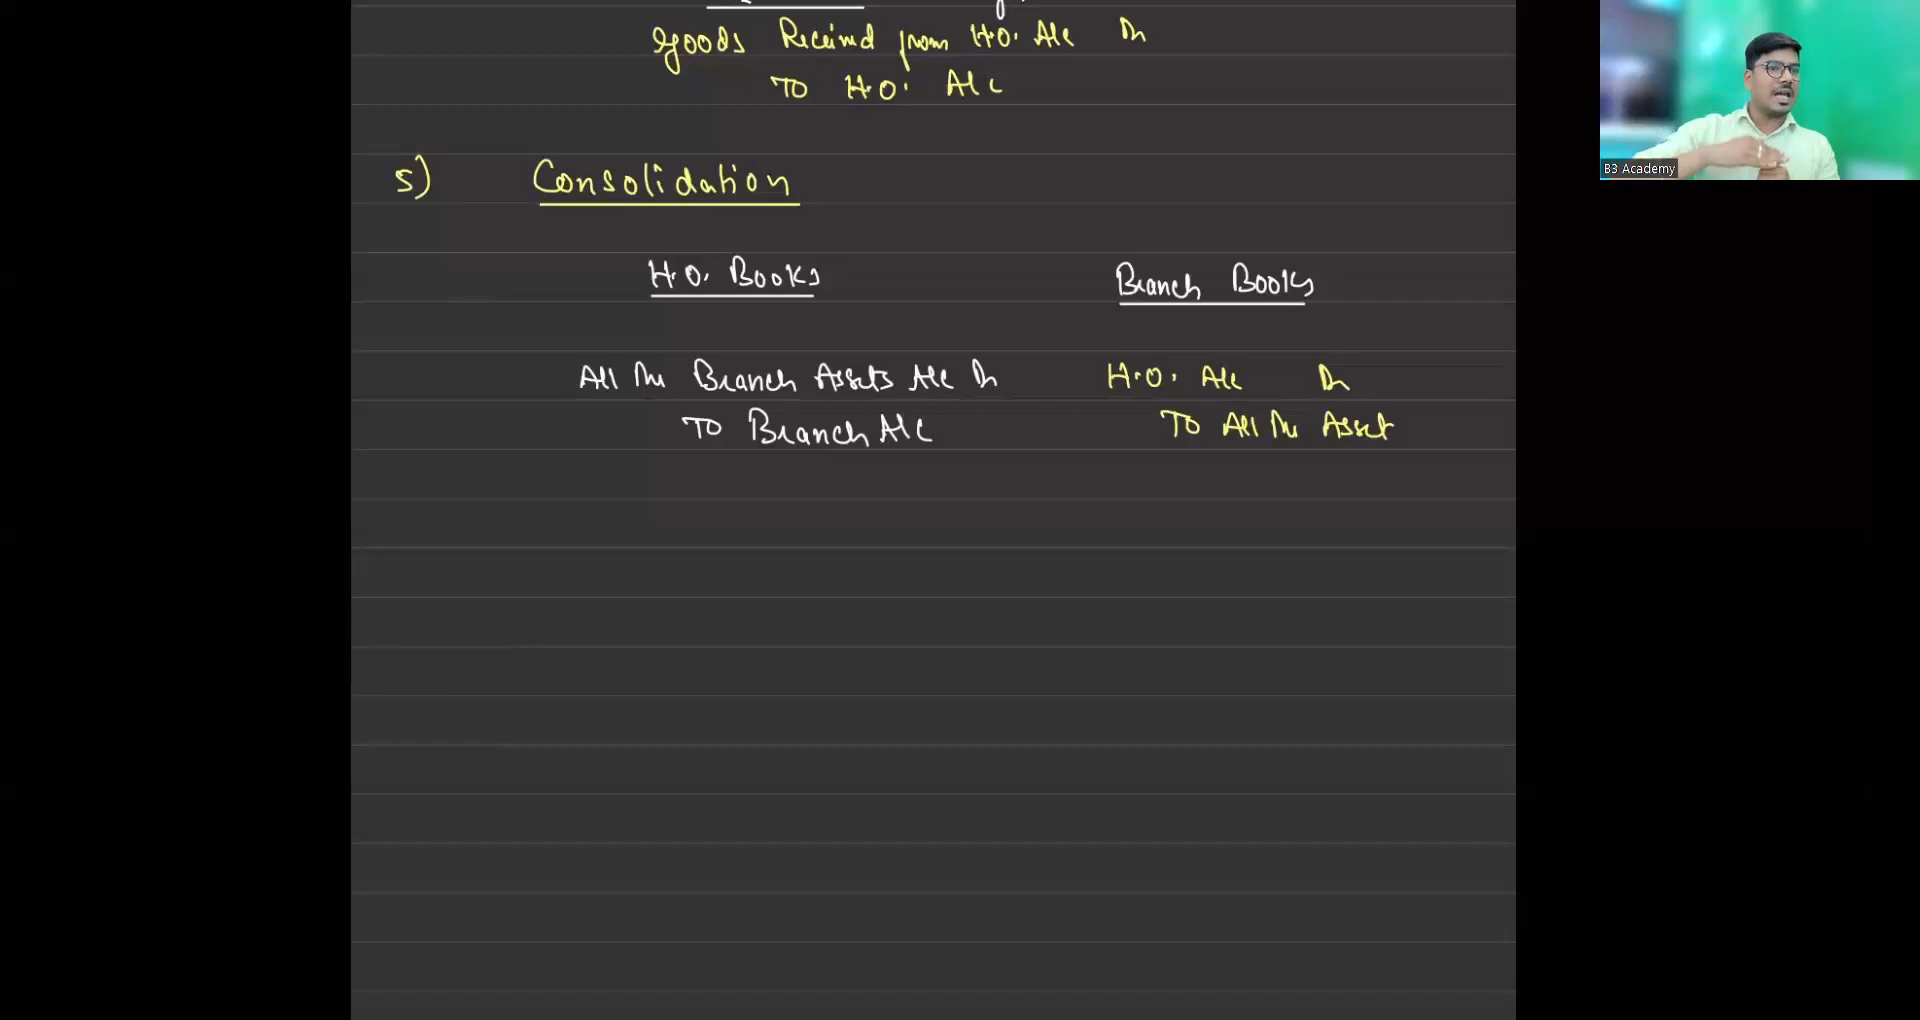 Goods Received from H.O. A/c Dr
To H.O. A/c
B3 Academy
5) Consolidation
H.O. Books
Branch Books
All the Branch Assets A/c Dr
To Branch A/c
H.O. A/c Dr
To All the Asset